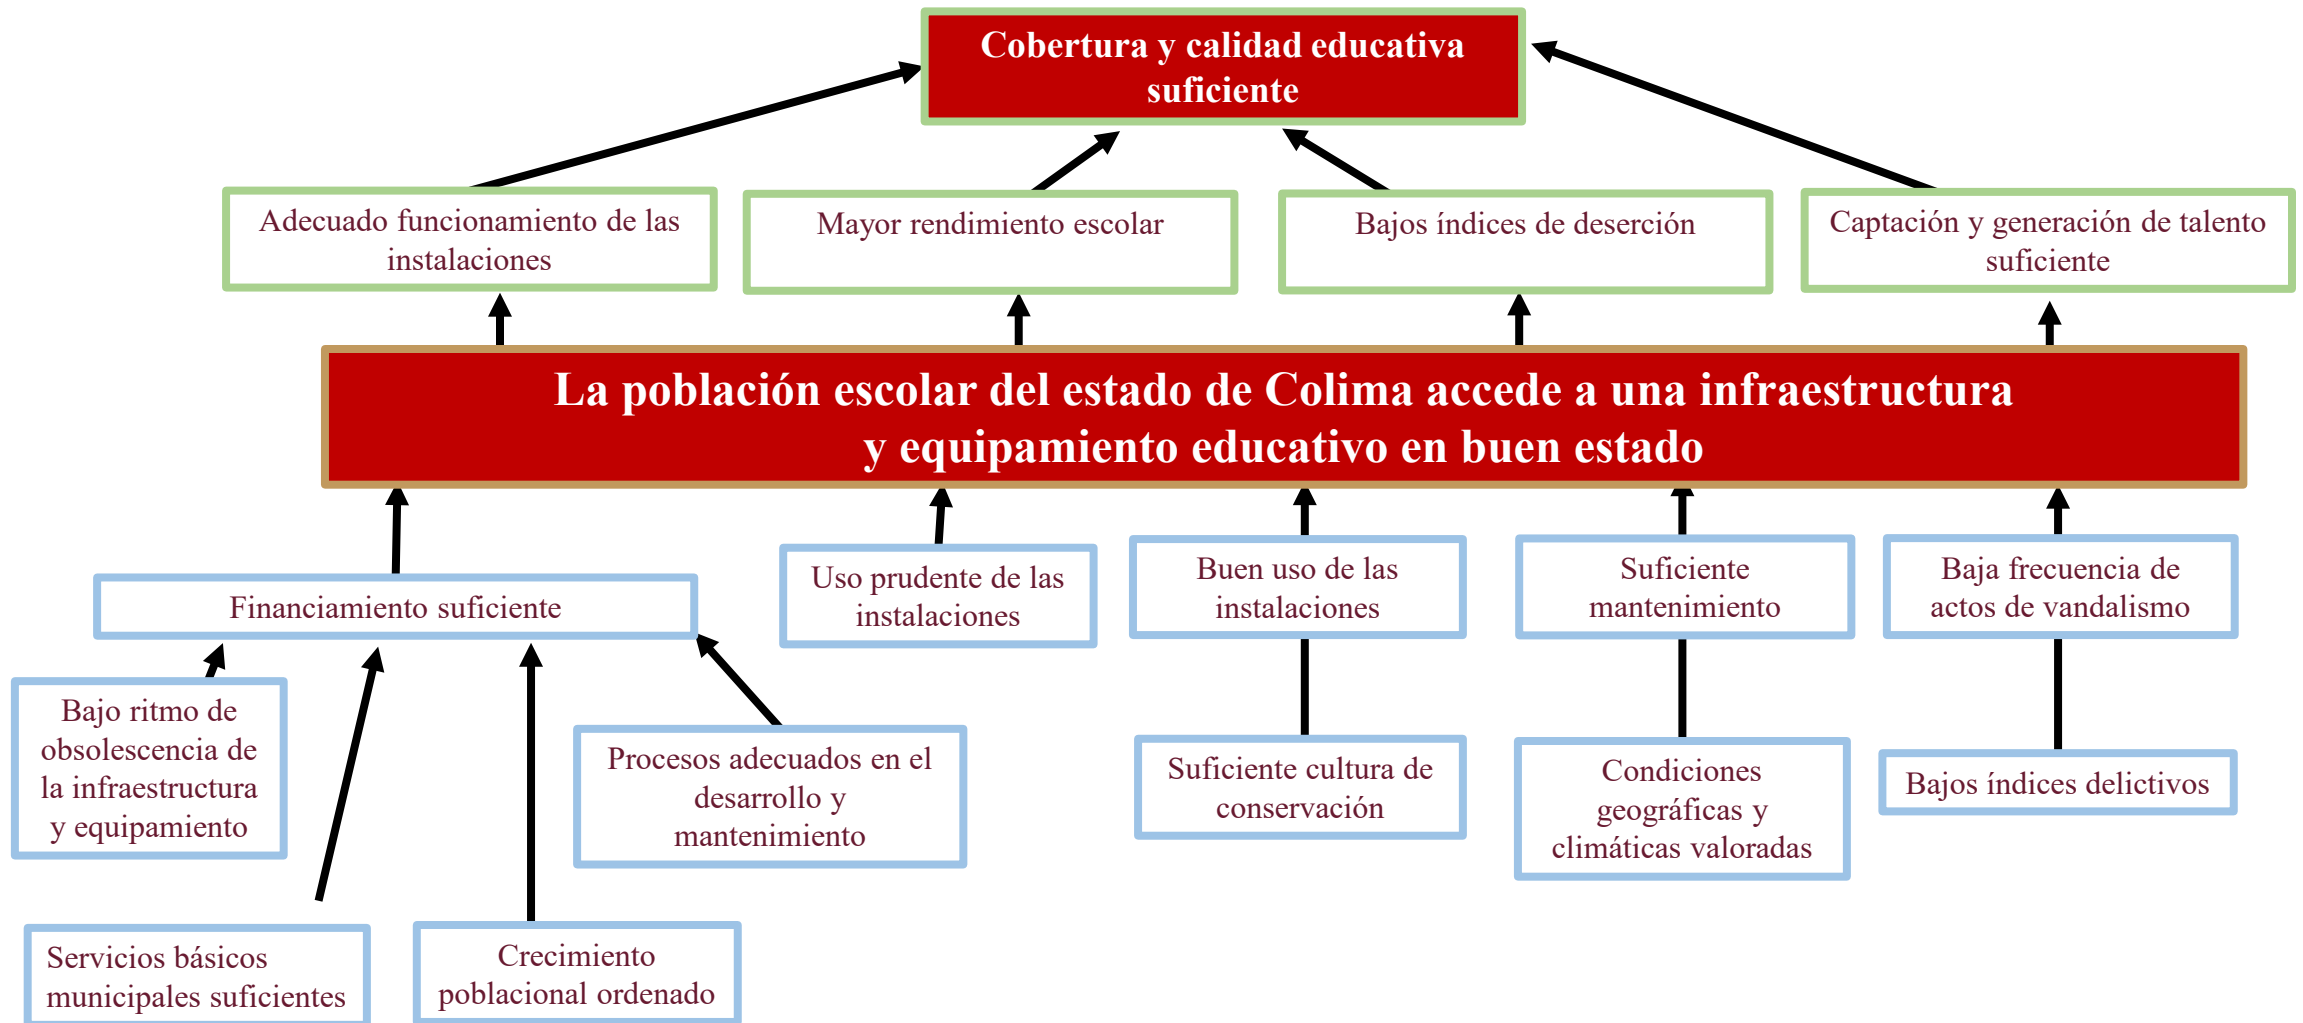 Cobertura y calidad educativa
suficiente
Adecuado funcionamiento de las
instalaciones
Mayor rendimiento escolar
Bajos índices de deserción
Captación y generación de talento
suficiente
La población escolar del estado de Colima accede a una infraestructura
y equipamiento educativo en buen estado
Financiamiento suficiente
Uso prudente de las
instalaciones
Buen uso de las
instalaciones
Suficiente
mantenimiento
Baja frecuencia de
actos de vandalismo
Bajo ritmo de
obsolescencia de
la infraestructura
y equipamiento
Procesos adecuados en el
desarrollo y
mantenimiento
Suficiente cultura de
conservación
Condiciones
geográficas y
climáticas valoradas
Bajos índices delictivos
Servicios básicos
municipales suficientes
Crecimiento
poblacional ordenado